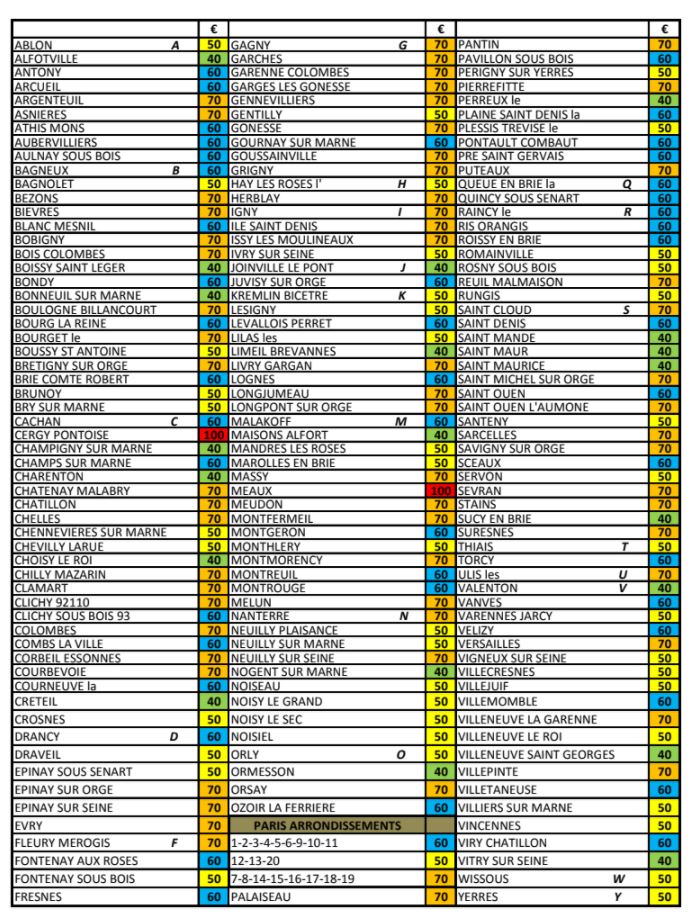 € € €
ABLON A 50 GAGNY G 70 PANTIN 70
ALFOTVILLE 40 GARCHES 70 PAVILLON SOUS BOIS 60
ANTONY 60 GARENNE COLOMBES 70 PERIGNY SUR YERRES 50
ARCUEIL 60 GARGES LES GONESSE 70 PIERREFITTE 70
ARGENTEUIL 70 GENNEVILLIERS 70 PERREUX le 40
ASNIERES 70 GENTILLY 50 PLAINE SAINT DENIS la 60
ATHIS MONS 60 GONESSE 70 PLESSIS TREVISE le 50
AUBERVILLIERS 60 GOURNAY SUR MARNE 60 PONTAULT COMBAUT 60
AULNAY SOUS BOIS 60 GOUSSAINVILLE 70 PRE SAINT GERVAIS 60
BAGNEUX B 60 GRIGNY 70 PUTEAUX 70
BAGNOLET 50 HAY LES ROSES l' H 50 QUEUE EN BRIE la Q 60
BEZONS 70 HERBLAY 70 QUINCY SOUS SENART 60
BIEVRES 70 IGNY I 70 RAINCY le R 60
BLANC MESNIL 60 ILE SAINT DENIS 70 RIS ORANGIS 60
BOBIGNY 70 ISSY LES MOULINEAUX 70 ROISSY EN BRIE 60
BOIS COLOMBES 70 IVRY SUR SEINE 50 ROMAINVILLE 50
BOISSY SAINT LEGER 40 JOINVILLE LE PONT J 40 ROSNY SOUS BOIS 50
BONDY 60 JUVISY SUR ORGE 60 REUIL MALMAISON 70
BONNEUIL SUR MARNE 40 KREMLIN BICETRE K 50 RUNGIS 50
BOULOGNE BILLANCOURT 70 LESIGNY 50 SAINT CLOUD S 70
BOURG LA REINE 60 LEVALLOIS PERRET 60 SAINT DENIS 60
BOURGET le 70 LILAS les 50 SAINT MANDE 40
BOUSSY ST ANTOINE 50 LIMEIL BREVANNES 40 SAINT MAUR 40
BRETIGNY SUR ORGE 70 LIVRY GARGAN 70 SAINT MAURICE 40
BRIE COMTE ROBERT 60 LOGNES 60 SAINT MICHEL SUR ORGE 70
BRUNOY 50 LONGJUMEAU 70 SAINT OUEN 60
BRY SUR MARNE 50 LONGPONT SUR ORGE 70 SAINT OUEN L'AUMONE 70
CACHAN C 60 MALAKOFF M 60 SANTENY 50
CERGY PONTOISE 100 MAISONS ALFORT 40 SARCELLES 70
CHAMPIGNY SUR MARNE 40 MANDRES LES ROSES 50 SAVIGNY SUR ORGE 70
CHAMPS SUR MARNE 60 MAROLLES EN BRIE 50 SCEAUX 60
CHARENTON 40 MASSY 70 SERVON 50
CHATENAY MALABRY 70 MEAUX 100 SEVRAN 70
CHATILLON 70 MEUDON 70 STAINS 70
CHELLES 70 MONTFERMEIL 70 SUCY EN BRIE 40
CHENNEVIERES SUR MARNE 50 MONTGERON 60 SURESNES 70
CHEVILLY LARUE 50 MONTHLERY 50 THIAIS T 50
CHOISY LE ROI 40 MONTMORENCY 70 TORCY 60
CHILLY MAZARIN 70 MONTREUIL 60 ULIS les U 70
CLAMART 70 MONTROUGE 60 VALENTON V 40
CLICHY 92110 70 MELUN 70 VANVES 60
CLICHY SOUS BOIS 93 60 NANTERRE N 70 VARENNES JARCY 50
COLOMBES 70 NEUILLY PLAISANCE 50 VELIZY 60
COMBS LA VILLE 60 NEUILLY SUR MARNE 50 VERSAILLES 70
CORBEIL ESSONNES 70 NEUILLY SUR SEINE 70 VIGNEUX SUR SEINE 50
COURBEVOIE 70 NOGENT SUR MARNE 40 VILLECRESNES 50
COURNEUVE la 60 NOISEAU 50 VILLEJUIF 50
CRETEIL 40 NOISY LE GRAND 50 VILLEMOMBLE 60
CROSNES 50 NOISY LE SEC 50 VILLENEUVE LA GARENNE 70
DRANCY D 60 NOISIEL 50 VILLENEUVE LE ROI 50
DRAVEIL 50 ORLY O 50 VILLENEUVE SAINT GEORGES 40
EPINAY SOUS SENART 50 ORMESSON 40 VILLEPINTE 70
EPINAY SUR ORGE 70 ORSAY 70 VILLETANEUSE 60
EPINAY SUR SEINE 70 OZOIR LA FERRIERE 60 VILLIERS SUR MARNE 50
EVRY 70 PARIS ARRONDISSEMENTS VINCENNES 50
FLEURY MEROGIS F 70 1-2-3-4-5-6-9-10-11 60 VIRY CHATILLON 60
FONTENAY AUX ROSES 60 12-13-20 50 VITRY SUR SEINE 40
FONTENAY SOUS BOIS 50 7-8-14-15-16-17-18-19 70 WISSOUS W 50
FRESNES 60 PALAISEAU 70 YERRES Y 50